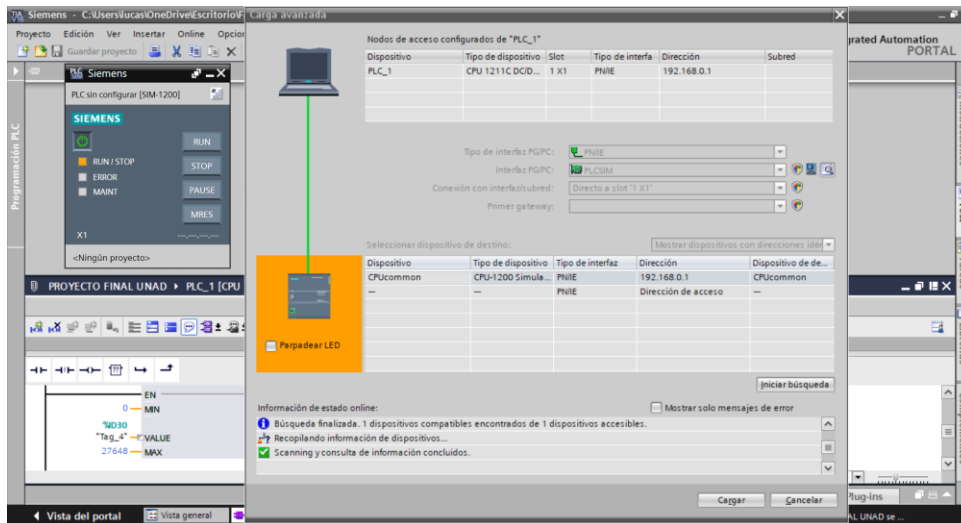 Siemens - C:\Users\lucas\OneDrive\Escritorio\F
Carga avanzada
Proyecto Edición Ver Insertar Online Opcior
Guardar proyecto
rated Automation
PORTAL
Siemens
PLC sin configurar [SIM-1200]
SIEMENS
RUN
RUN / STOP
STOP
ERROR
MAINT
PAUSE
MRES
X1
---.---.---.---
<Ningún proyecto>
Programación PLC
Nodos de acceso configurados de "PLC_1"
Dispositivo Tipo de dispositivo Slot Tipo de interfa Dirección Subred
PLC_1 CPU 1211C DC/D... 1 X1 PN/IE 192.168.0.1
Tipo de interfaz PG/PC: PN/IE
Interfaz PG/PC: PLCSIM
Conexión con interfaz/subred: Directo a slot '1 X1'
Primer gateway:
Seleccionar dispositivo de destino:
Mostrar dispositivos con direcciones idér
Dispositivo Tipo de dispositivo Tipo de interfaz Dirección Dispositivo de de...
CPUcommon CPU-1200 Simula... PN/IE 192.168.0.1 CPUcommon
— — PN/IE Dirección de acceso —
Parpadear LED
Iniciar búsqueda
PROYECTO FINAL UNAD PLC_1 [CPU
EN
0 MIN
%ID30
"Tag_4" VALUE
27648 MAX
Información de estado online:
Mostrar solo mensajes de error
Búsqueda finalizada. 1 dispositivos compatibles encontrados de 1 dispositivos accesibles.
Recopilando información de dispositivos...
Scanning y consulta de información concluidos.
Cargar Cancelar
Plug-ins
Vista del portal Vista general
AL UNAD se ...